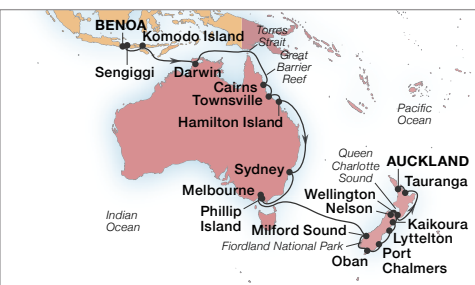 BENOA
Komodo Island
Torres
Strait
Sengiggi
Darwin
Great
Barrier
Reef
Cairns
Townsville
Hamilton Island
Pacific
Ocean
Sydney
Queen
Charlotte
Sound
AUCKLAND
Tauranga
Melbourne
Wellington
Nelson
Phillip
Island
Indian
Ocean
Milford Sound
Kaikoura
Lyttelton
Fiordland National Park
Oban
Port
Chalmers